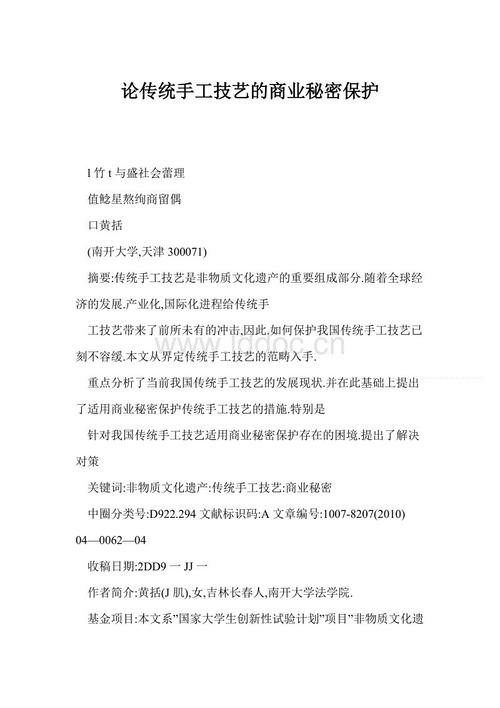 论传统手工技艺的商业秘密保护
l 竹 t 与盛社会蕾理
值鲶星熬绚商留偶
口黄括
(南开大学,天津 300071)
摘要:传统手工技艺是非物质文化遗产的重要组成部分.随着全球经
济的发展.产业化,国际化进程给传统手
工技艺带来了前所未有的冲击,因此.如何保护我国传统手工技艺已
刻不容缓.本文从界定传统手工技艺的范畴入手.
重点分析了当前我国传统手工技艺的发展现状.并在此基础上提出
了适用商业秘密保护传统手工技艺的措施.特别是
针对我国传统手工技艺适用商业秘密保护存在的困境.提出了解决
对策
关键词:非物质文化遗产:传统手工技艺:商业秘密
中圈分类号:D922.294 文献标识码:A 文章编号:1007-8207(2010)
04—0062—04
收稿日期:2DD9 一 JJ 一
作者简介:黄括(J 肌),女,吉林长春人,南开大学法学院.
基金项目:本文系”国家大学生创新性试验计划”项目”非物质文化遗
www.lddoc.cn